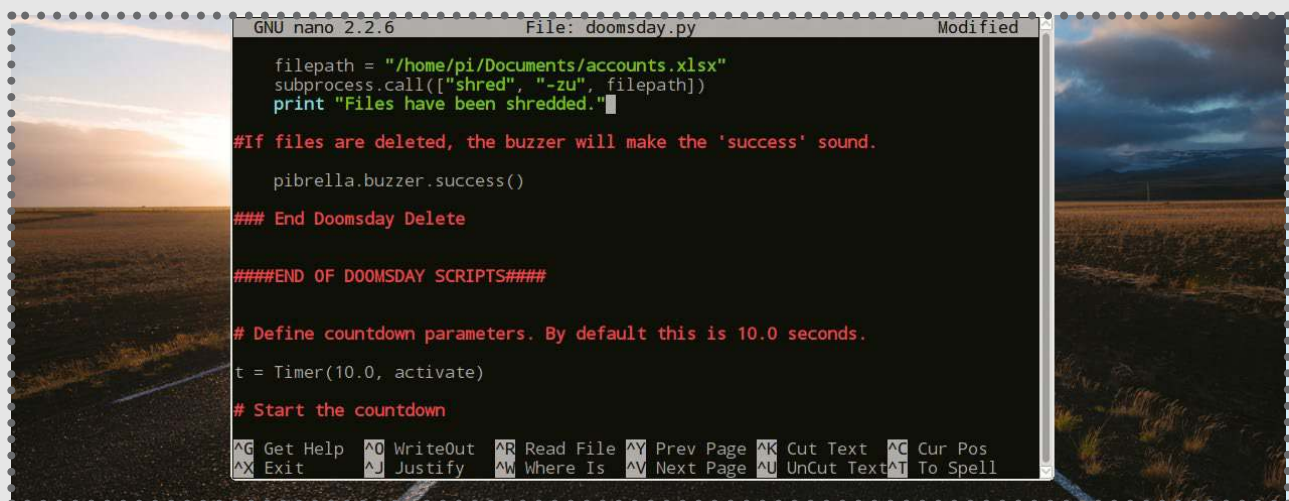 GNU nano 2.2.6 File: doomsday.py Modified
filepath = "/home/pi/Documents/accounts.xlsx"
subprocess.call(["shred", "-zu", filepath])
print "Files have been shredded."
#If files are deleted, the buzzer will make the 'success' sound.
pibrella.buzzer.success()
### End Doomsday Delete
####END OF DOOMSDAY SCRIPTS####
# Define countdown parameters. By default this is 10.0 seconds.
t = Timer(10.0, activate)
# Start the countdown
^G Get Help ^O WriteOut ^R Read File ^Y Prev Page ^K Cut Text ^C Cur Pos
^X Exit ^J Justify ^W Where Is ^V Next Page ^U UnCut Text ^T To Spell